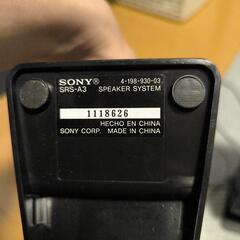 SONY® 4-198-930-03
SRS-A3 SPEAKER SYSTEM
1118626
HECHO EN CHINA
SONY CORP. MADE IN CHINA